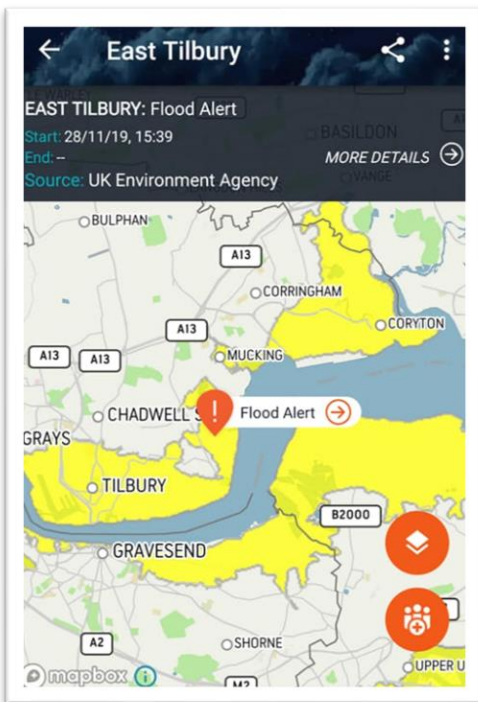 East Tilbury
EAST TILBURY: Flood Alert
BASILDON
Start: 28/11/19, 15:39
End: --
MORE DETAILS
VANGE
Source: UK Environment Agency
BULPHAN
A13
CORRINGHAM
CORYTON
A13
A13
A13
MUCKING
CHADWELL S
Flood Alert
GRAYS
TILBURY
B2000
GRAVESEND
A2
SHORNE
mapbox
UPPER U
M2